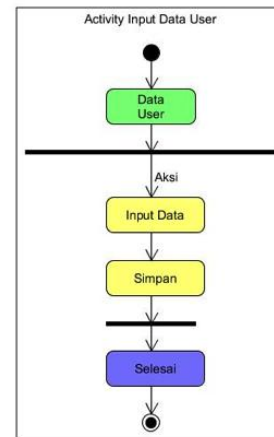 Activity Input Data User
Data
User
Aksi
Input Data
Simpan
Selesai